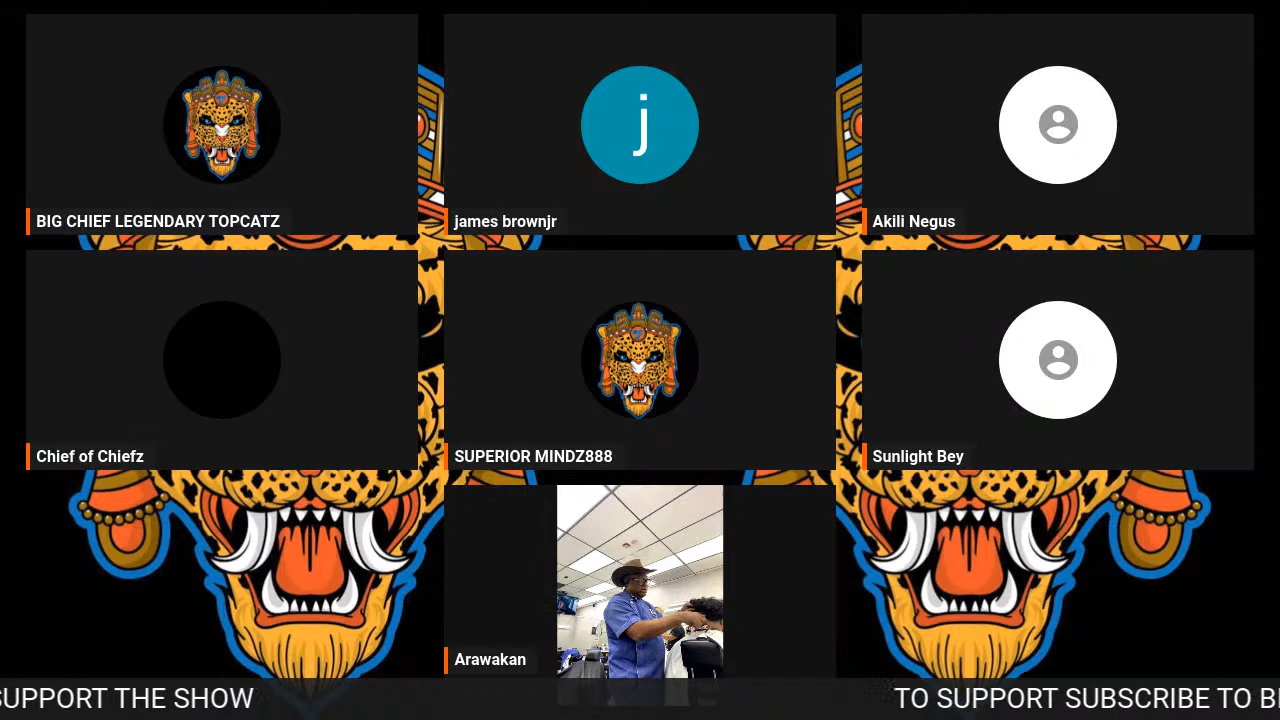 BIG CHIEF LEGENDARY TOPCATZ
j
james brownjr
Akili Negus
Chief of Chiefz
SUPERIOR MINDZ888
Sunlight Bey
Arawakan
SUPPORT THE SHOW
TO SUPPORT SUBSCRIBE TO